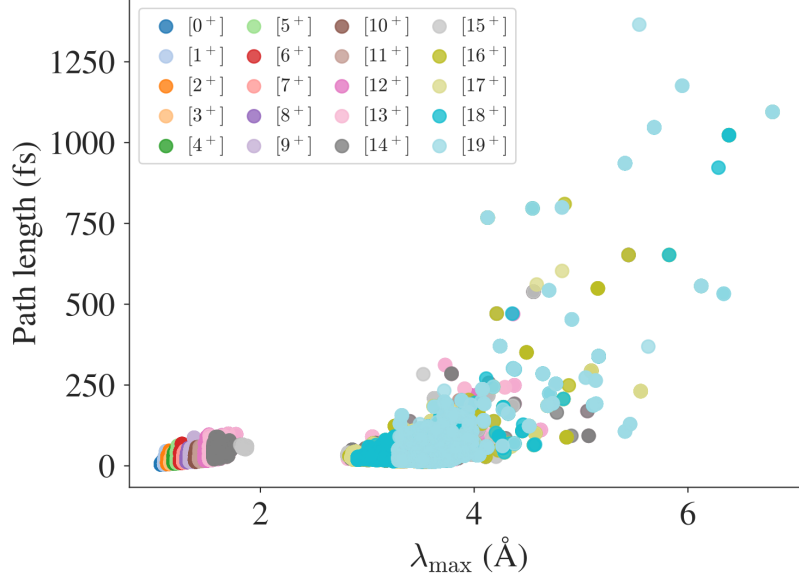 [0⁺] [5⁺] [10⁺] [15⁺]
[1⁺] [6⁺] [11⁺] [16⁺]
[2⁺] [7⁺] [12⁺] [17⁺]
[3⁺] [8⁺] [13⁺] [18⁺]
[4⁺] [9⁺] [14⁺] [19⁺]
Path length (fs)
1250
1000
750
500
250
0
2 4 6
λmax (Å)